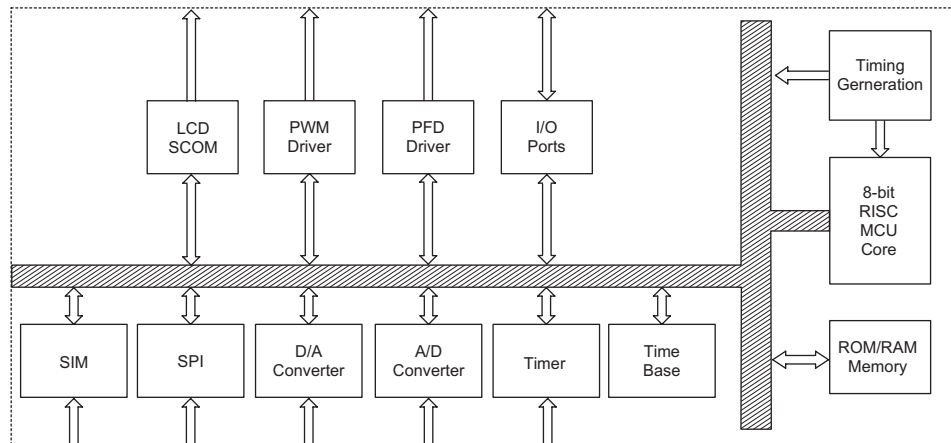 LCD
SCOM
PWM
Driver
PFD
Driver
I/O
Ports
Timing
Gerneration
8-bit
RISC
MCU
Core
SIM
SPI
D/A
Converter
A/D
Converter
Timer
Time
Base
ROM/RAM
Memory